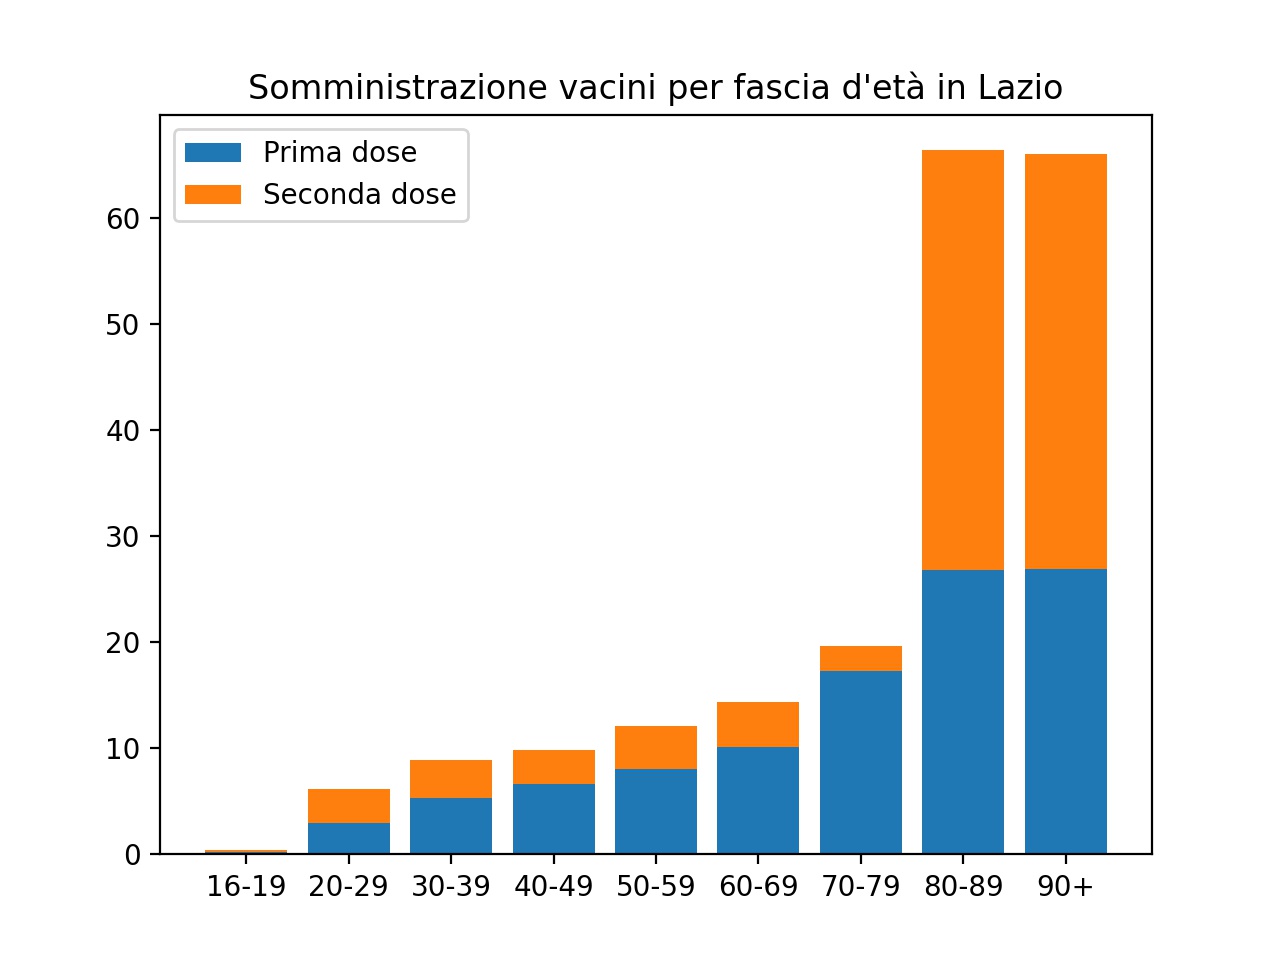 Somministrazione vacini per fascia d'età in Lazio
Prima dose
Seconda dose
60
50
40
30
20
10
0
16-19 20-29 30-39 40-49 50-59 60-69 70-79 80-89 90+